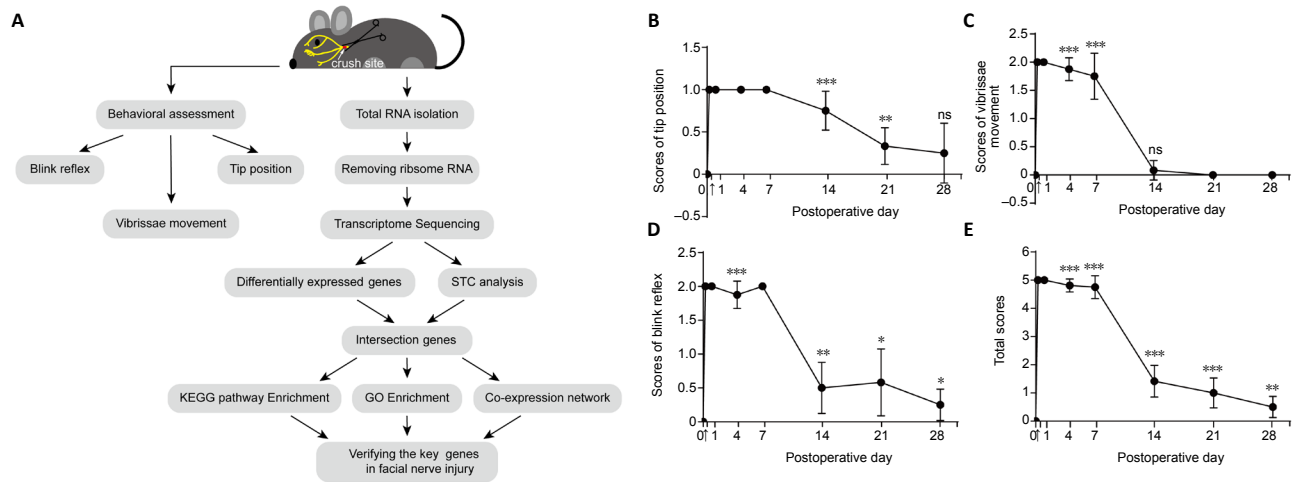 A
crush site
Behavioral assessment
Total RNA isolation
Blink reflex
Tip position
Removing ribsome RNA
Vibrissae movement
Transcriptome Sequencing
Differentially expressed genes
STC analysis
Intersection genes
KEGG pathway Enrichment
GO Enrichment
Co-expression network
Verifying the key genes
in facial nerve injury
B
Scores of tip position
1.5
1.0
0.5
0
−0.5
***
**
ns
0 ↑ 1 4 7 14 21 28
Postoperative day
C
Scores of vibrissae
movement
2.5
2.0
1.5
1.0
0.5
0
−0.5
***
***
ns
0 ↑ 1 4 7 14 21 28
Postoperative day
D
Scores of blink reflex
2.5
2.0
1.5
1.0
0.5
0
***
**
*
*
0 ↑ 1 4 7 14 21 28
Postoperative day
E
Total scores
6
5
4
3
2
1
0
***
***
***
***
**
0 ↑ 1 4 7 14 21 28
Postoperative day